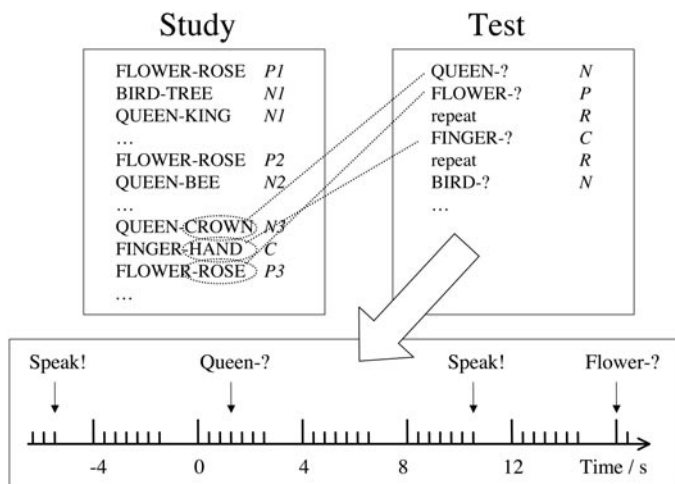 Study
FLOWER-ROSE P1
BIRD-TREE N1
QUEEN-KING N1
...
FLOWER-ROSE P2
QUEEN-BEE N2
...
QUEEN-CROWN N3
FINGER-HAND C
FLOWER-ROSE P3
...
Test
QUEEN-? N
FLOWER-? P
repeat R
FINGER-? C
repeat R
BIRD-? N
...
Speak! Queen-? Speak! Flower-?
-4 0 4 8 12 Time / s